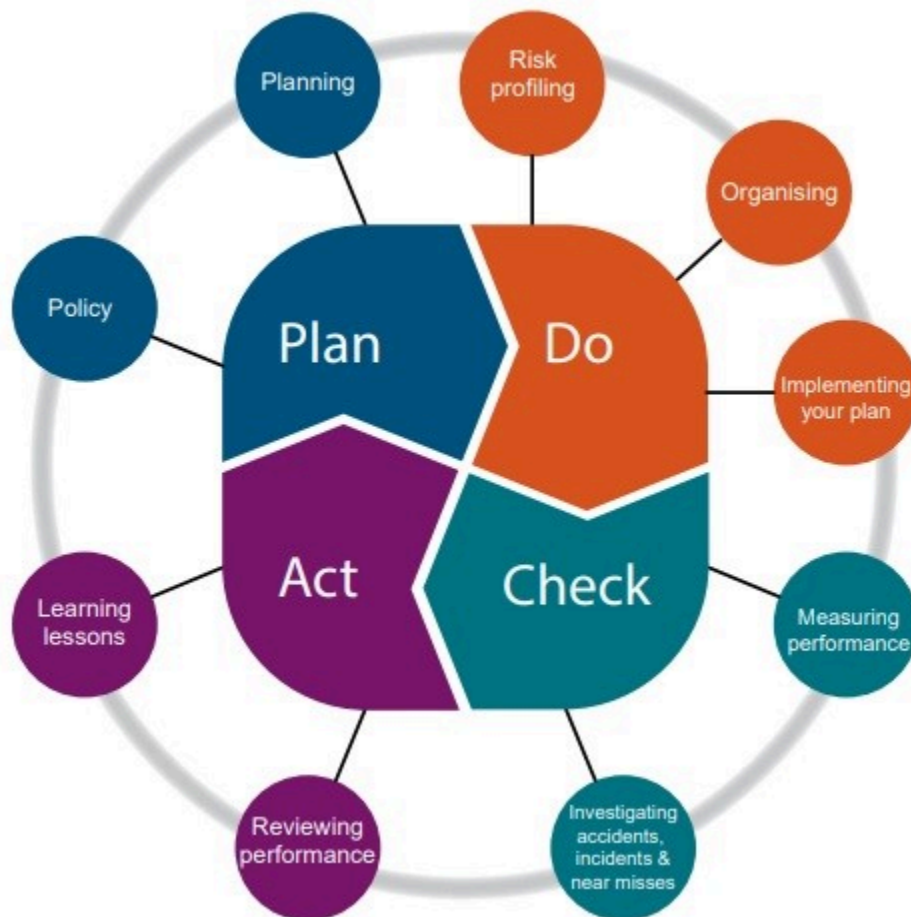 Planning
Risk
profiling
Organising
Policy
Plan
Do
Implementing
your plan
Act
Check
Learning
lessons
Measuring
performance
Reviewing
performance
Investigating
accidents,
incidents &
near misses